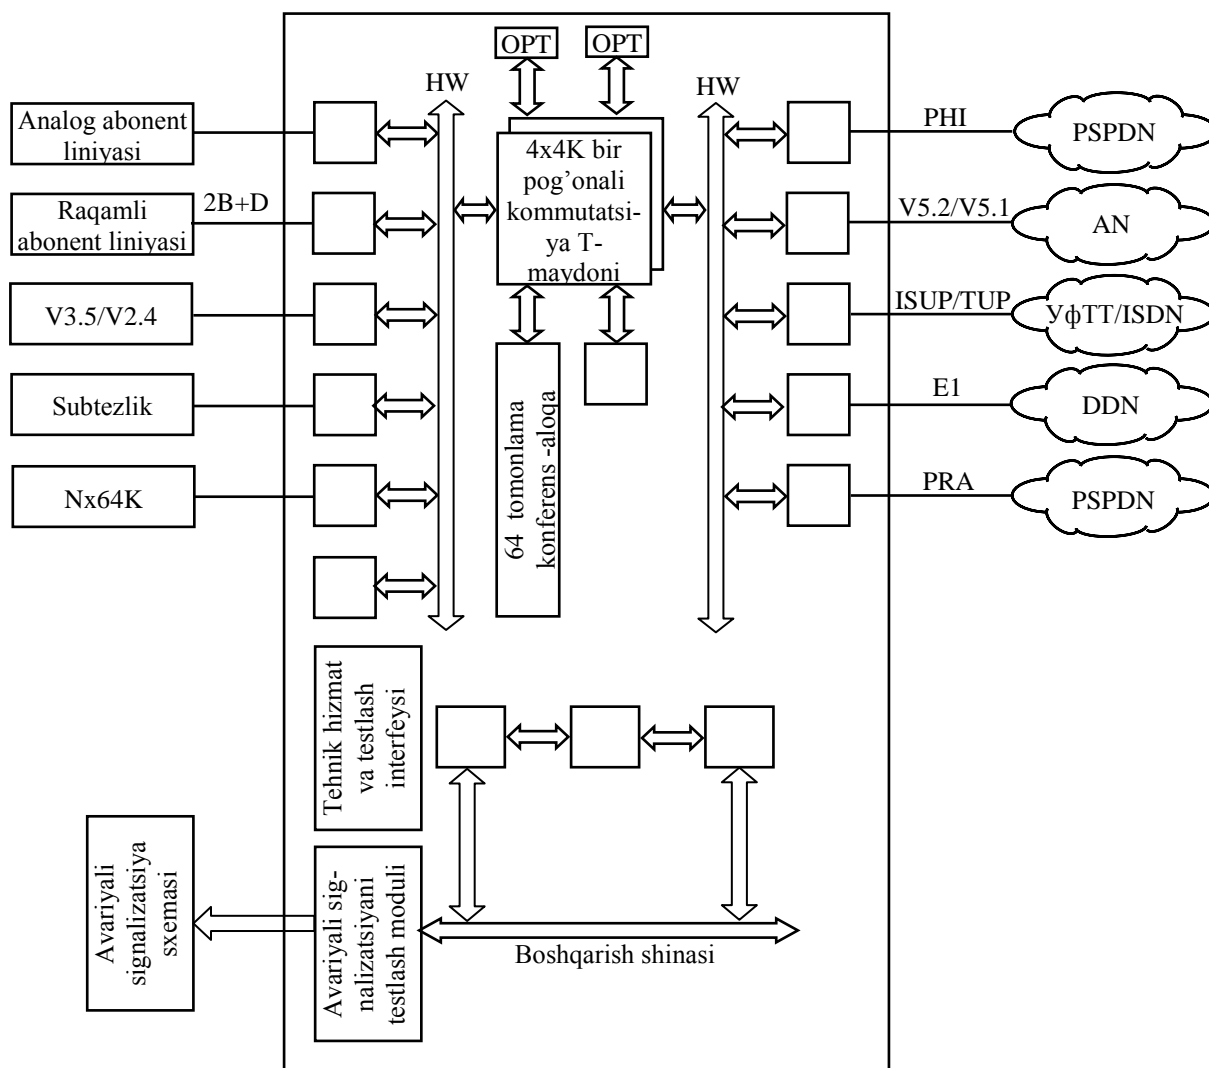 OPT
OPT
HW
HW
Analog abonent
liniyasi
Raqamli
abonent liniyasi
2B+D
V3.5/V2.4
Subtezlik
Nx64K
4x4K bir
pog’onali
kommutatsi-
ya T-
maydoni
64 tomonlama
konferens -aloqa
PHI
PSPDN
V5.2/V5.1
AN
ISUP/TUP
УфТТ/ISDN
E1
DDN
PRA
PSPDN
Tehnik hizmat
va testlash
interfeysi
Avariyali
signalizatsiya
sxemasi
Avariyali sig-
nalizatsiyani
testlash moduli
Boshqarish shinasi